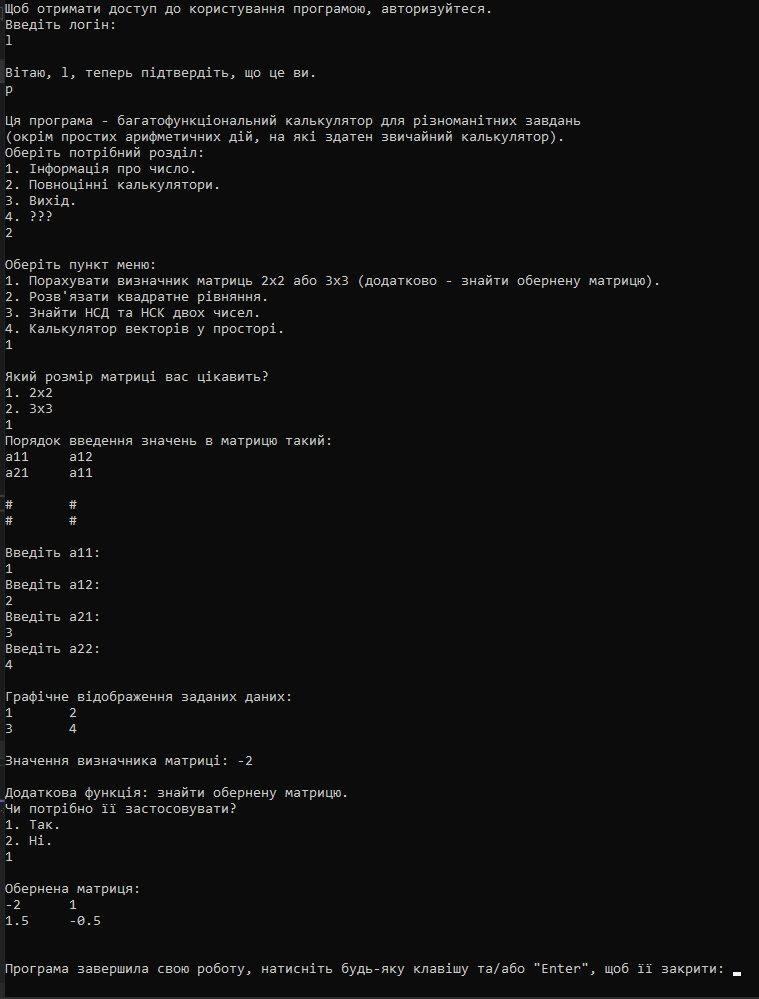 Щоб отримати доступ до користування програмою, авторизуйтеся.
Введіть логін:
l
Вітаю, l, теперь підтвердіть, що це ви.
p
Ця програма - багатофункціональний калькулятор для різноманітних завдань
(окрім простих арифметичних дій, на які здатен звичайний калькулятор).
Оберіть потрібний розділ:
1. Інформація про число.
2. Повноцінні калькулятори.
3. Вихід.
4. ???
2
Оберіть пункт меню:
1. Порахувати визначник матриць 2x2 або 3x3 (додатково - знайти обернену матрицю).
2. Розв'язати квадратне рівняння.
3. Знайти НСД та НСК двох чисел.
4. Калькулятор векторів у просторі.
1
Який розмір матриці вас цікавить?
1. 2x2
2. 3x3
1
Порядок введення значень в матрицю такий:
a11 a12
a21 a11
# #
# #
Введіть a11:
1
Введіть a12:
2
Введіть a21:
3
Введіть a22:
4
Графічне відображення заданих даних:
1 2
3 4
Значення визначника матриці: -2
Додаткова функція: знайти обернену матрицю.
Чи потрібно її застосовувати?
1. Так.
2. Ні.
1
Обернена матриця:
-2 1
1.5 -0.5
Програма завершила свою роботу, натисніть будь-яку клавішу та/або "Enter", щоб її закрити: